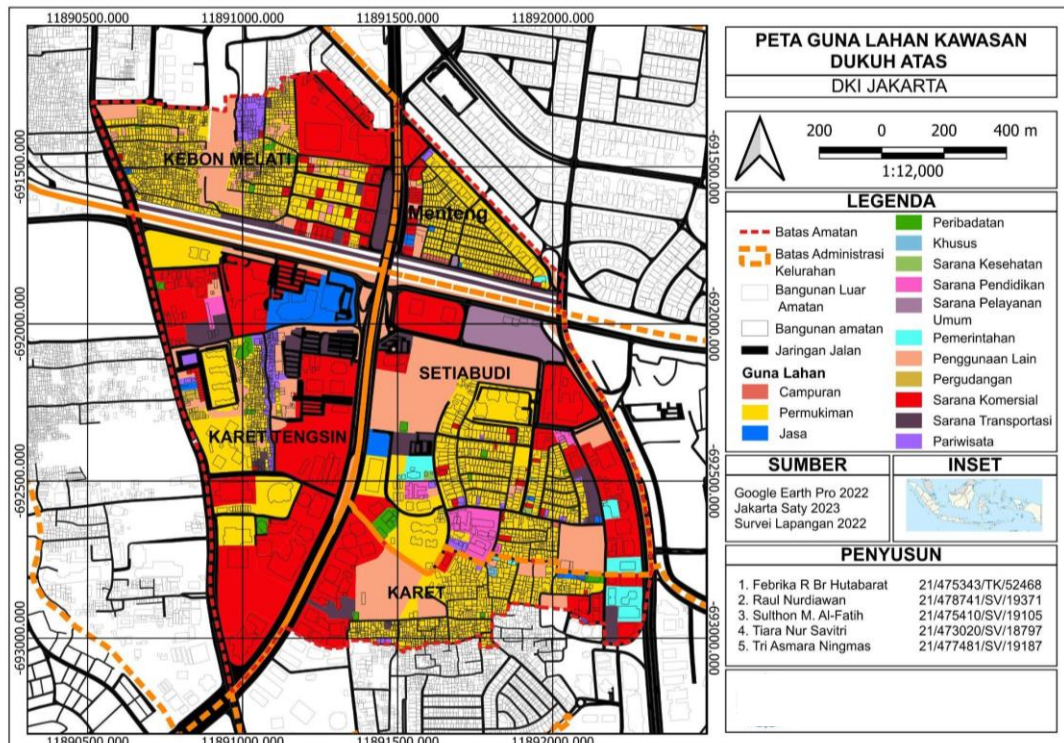 11890500.000 11891000.000 11891500.000 11892000.000
-691500.000
-692000.000
-692500.000
-693000.000
KEBON MELATI
Menteng
SETIABUDI
KARET TENGSIN
KARET
-691500.000
-692000.000
-692500.000
-693000.000
11890500.000 11891000.000 11891500.000 11892000.000
PETA GUNA LAHAN KAWASAN
DUKUH ATAS
DKI JAKARTA
200 0 200 400 m
1:12,000
LEGENDA
Batas Amatan
Batas Administrasi
Kelurahan
Bangunan Luar
Amatan
Bangunan amatan
Jaringan Jalan
Guna Lahan
Campuran
Permukiman
Jasa
Peribadatan
Khusus
Sarana Kesehatan
Sarana Pendidikan
Sarana Pelayanan
Umum
Pemerintahan
Penggunaan Lain
Pergudangan
Sarana Komersial
Sarana Transportasi
Pariwisata
SUMBER
Google Earth Pro 2022
Jakarta Saty 2023
Survei Lapangan 2022
INSET
PENYUSUN
1. Febrika R Br Hutabarat 21/475343/TK/52468
2. Raul Nurdiawan 21/478741/SV/19371
3. Sulthon M. Al-Fatih 21/475410/SV/19105
4. Tiara Nur Savitri 21/473020/SV/18797
5. Tri Asmara Ningmas 21/477481/SV/19187